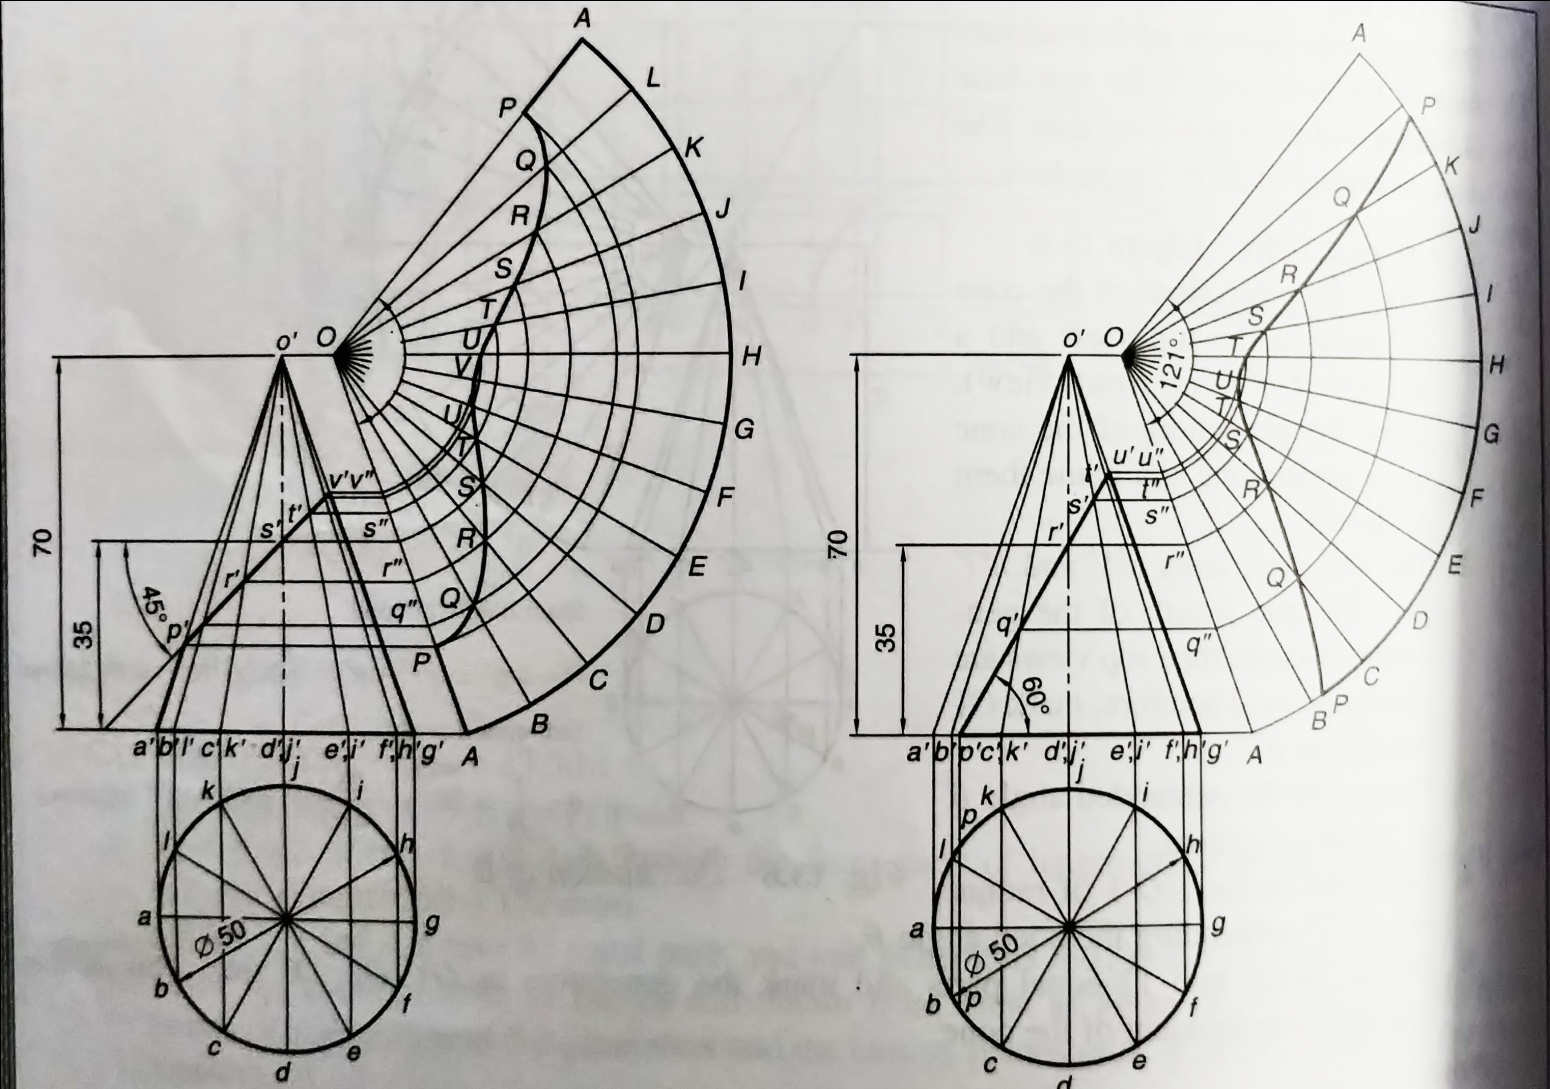 A
L
P
K
Q
J
R
S
I
T
U
o' O
H
V
U
G
T
v' v"
S
F
t'
s' s"
R
70
E
r' r"
45°
q" Q
D
p'
35
P
C
B
a' b' l' c' k' d', j' e', i' f', h' g' A
j
k i
l h
a g
Ø 50
b f
c e
d
A
P
K
Q
J
R
I
S
o' O
T
H
121°
U
T
G
S
u' u"
t' t"
R
F
s' s"
70
r' r"
E
Q
q' q"
D
35
C
60°
P
B
a' b' p' c', k' d', j' e', i' f', h' g' A
j
k i
p
l h
a g
Ø 50
b p f
c e
d